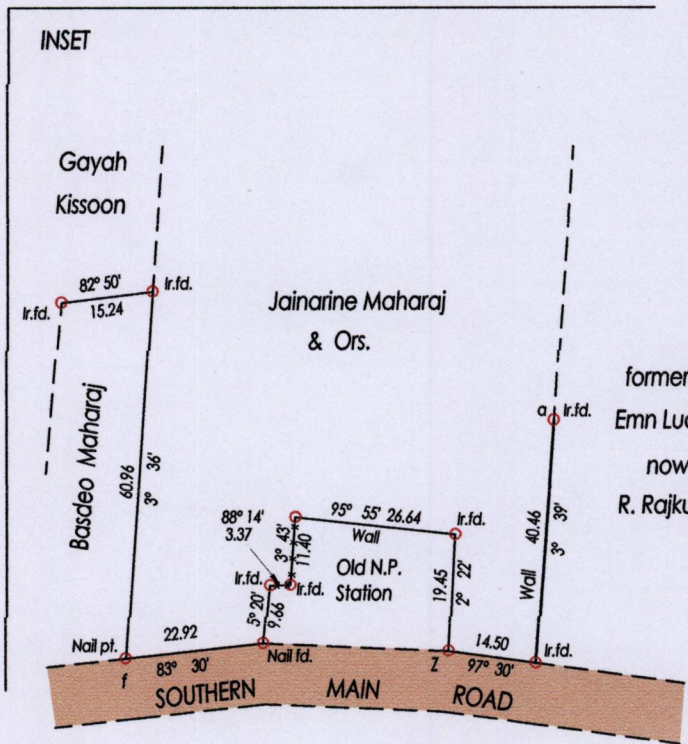 INSET
Gayah
Kissoon
82° 50'
15.24
Ir.fd.
Ir.fd.
Jainarine Maharaj
& Ors.
Basdeo Maharaj
60.96
3° 36'
a
Ir.fd.
former
Emn
now
R.
40.46
3° 39'
Wall
88° 14'
3.37
3° 43'
11.40
95° 55' 26.64
Wall
Ir.fd.
Old N.P.
Station
Ir.fd.
Ir.fd.
5° 20'
9.66
19.45
2° 22'
Nail pt.
f
22.92
83° 30'
Nail fd.
Z
14.50
97° 30'
Ir.fd.
SOUTHERN MAIN ROAD